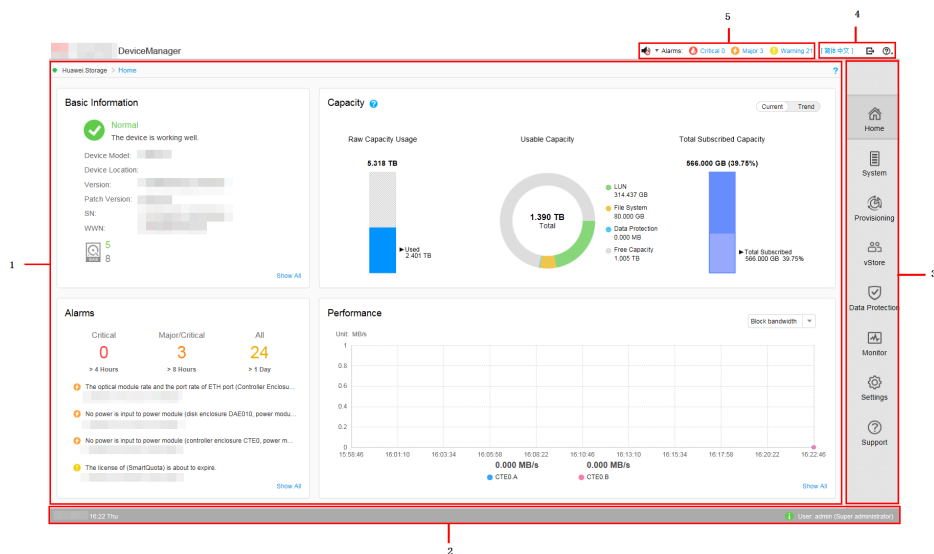 5
4
DeviceManager
Alarms: Critical 0 Major 3 Warning 21
[简体中文]
Huawei.Storage > Home
?
Basic Information
Normal
The device is working well.
Device Model:
Device Location:
Version:
Patch Version:
SN:
WWN:
5
8
Show All
Capacity ?
Current Trend
Raw Capacity Usage
5.318 TB
Used
2.401 TB
Usable Capacity
1.390 TB
Total
LUN
314.437 GB
File System
80.000 GB
Data Protection
0.000 MB
Free Capacity
1.005 TB
Total Subscribed Capacity
566.000 GB (39.75%)
Total Subscribed
566.000 GB 39.75%
Alarms
Critical Major/Critical All
0 3 24
> 4 Hours > 8 Hours > 1 Day
The optical module rate and the port rate of ETH port (Controller Enclosu...
No power is input to power module (disk enclosure DAE010, power modu...
No power is input to power module (controller enclosure CTE0, power m...
The license of (SmartQuota) is about to expire.
Show All
Performance
Block bandwidth
Unit: MB/s
1
0.8
0.6
0.4
0.2
0
15:58:46 16:01:10 16:03:34 16:05:58 16:08:22 16:10:46 16:13:10 16:15:34 16:17:58 16:20:22 16:22:46
0.000 MB/s 0.000 MB/s
CTE0.A CTE0.B
Show All
Home
System
Provisioning
vStore
Data Protection
Monitor
Settings
Support
1
3
16:22 Thu
User: admin (Super administrator)
2